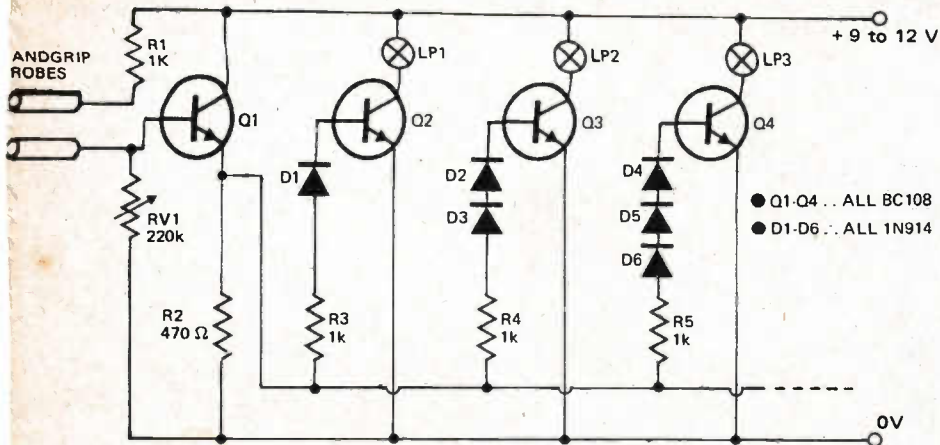 R1
1K
ANDGRIP
ROBES
Q1
RV1
220k
R2
470 Ω
LP1
Q2
D1
R3
1k
LP2
Q3
D2
D3
R4
1k
LP3
Q4
D4
D5
D6
R5
1k
+ 9 to 12 V
● Q1-Q4 . . ALL BC108
● D1-D6 . . ALL 1N914
0V